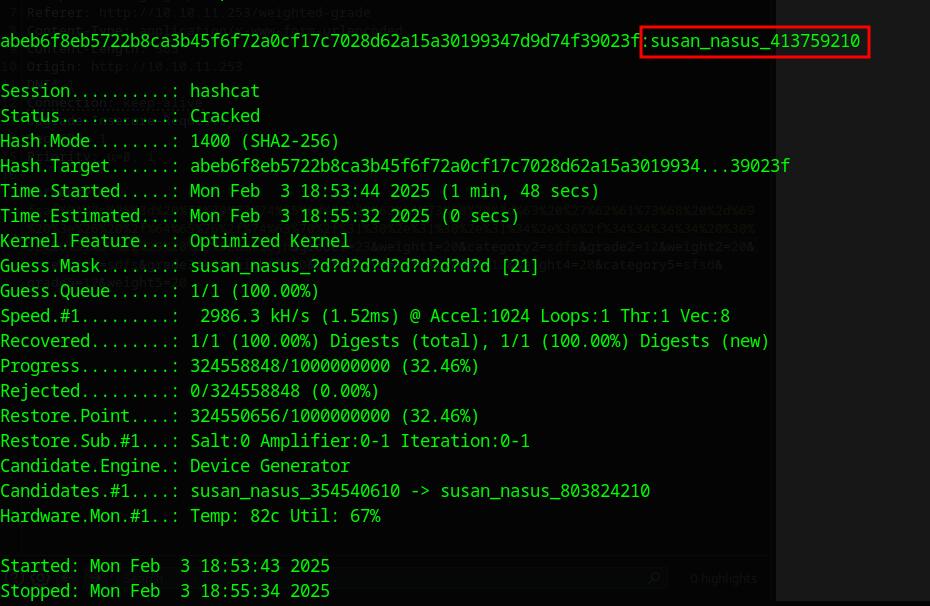 Referer: http://10.10.11.253/weighted-grade
abeb6f8eb5722b8ca3b45f6f72a0cf17c7028d62a15a30199347d9d74f39023f:susan_nasus_413759210
Origin: http://10.10.11.253
Session..........: hashcat
Status...........: Cracked
Hash.Mode........: 1400 (SHA2-256)
Hash.Target......: abeb6f8eb5722b8ca3b45f6f72a0cf17c7028d62a15a3019934...39023f
Time.Started.....: Mon Feb  3 18:53:44 2025 (1 min, 48 secs)
Time.Estimated...: Mon Feb  3 18:55:32 2025 (0 secs)
Kernel.Feature...: Optimized Kernel
Guess.Mask.......: susan_nasus_?d?d?d?d?d?d?d?d?d [21]
Guess.Queue......: 1/1 (100.00%)
Speed.#1.........:  2986.3 kH/s (1.52ms) @ Accel:1024 Loops:1 Thr:1 Vec:8
Recovered........: 1/1 (100.00%) Digests (total), 1/1 (100.00%) Digests (new)
Progress.........: 324558848/1000000000 (32.46%)
Rejected.........: 0/324558848 (0.00%)
Restore.Point....: 324550656/1000000000 (32.46%)
Restore.Sub.#1...: Salt:0 Amplifier:0-1 Iteration:0-1
Candidate.Engine.: Device Generator
Candidates.#1....: susan_nasus_354540610 -> susan_nasus_803824210
Hardware.Mon.#1..: Temp: 82c Util: 67%
Started: Mon Feb  3 18:53:43 2025
0 highlights
Stopped: Mon Feb  3 18:55:34 2025